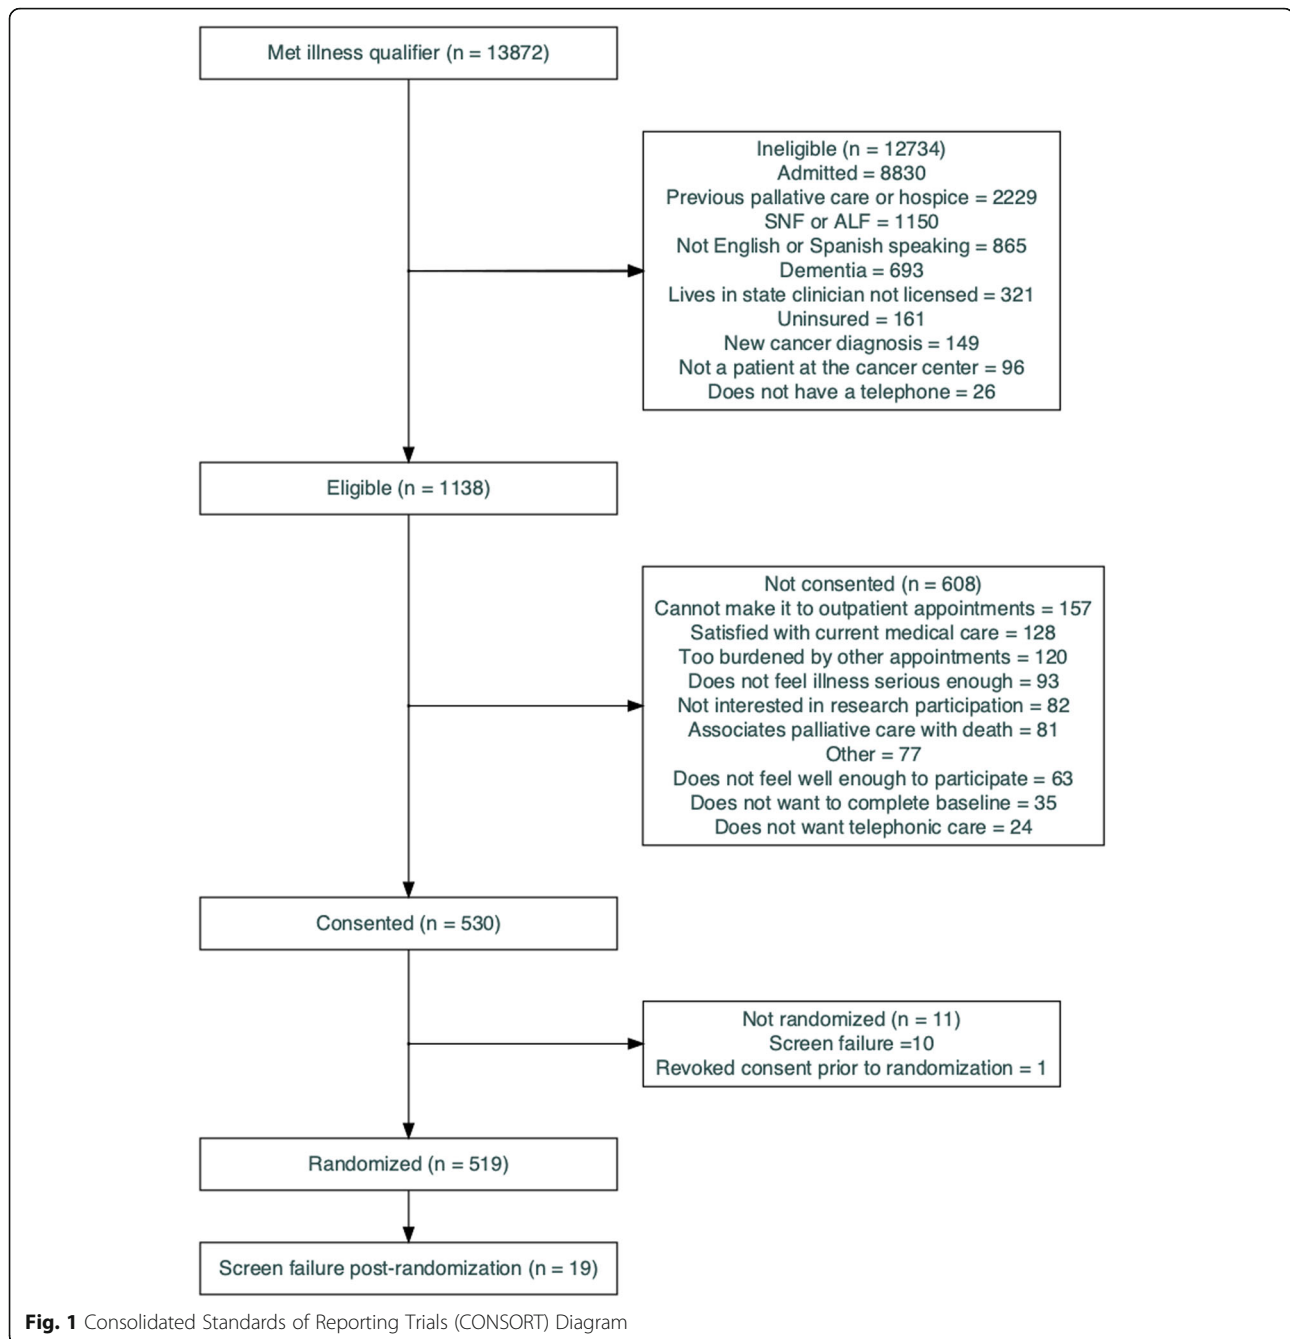 Met illness qualifier (n = 13872)
Ineligible (n = 12734)
Admitted = 8830
Previous pallative care or hospice = 2229
SNF or ALF = 1150
Not English or Spanish speaking = 865
Dementia = 693
Lives in state clinician not licensed = 321
Uninsured = 161
New cancer diagnosis = 149
Not a patient at the cancer center = 96
Does not have a telephone = 26
Eligible (n = 1138)
Not consented (n = 608)
Cannot make it to outpatient appointments = 157
Satisfied with current medical care = 128
Too burdened by other appointments = 120
Does not feel illness serious enough = 93
Not interested in research participation = 82
Associates palliative care with death = 81
Other = 77
Does not feel well enough to participate = 63
Does not want to complete baseline = 35
Does not want telephonic care = 24
Consented (n = 530)
Not randomized (n = 11)
Screen failure =10
Revoked consent prior to randomization = 1
Randomized (n = 519)
Screen failure post-randomization (n = 19)
Fig. 1 Consolidated Standards of Reporting Trials (CONSORT) Diagram